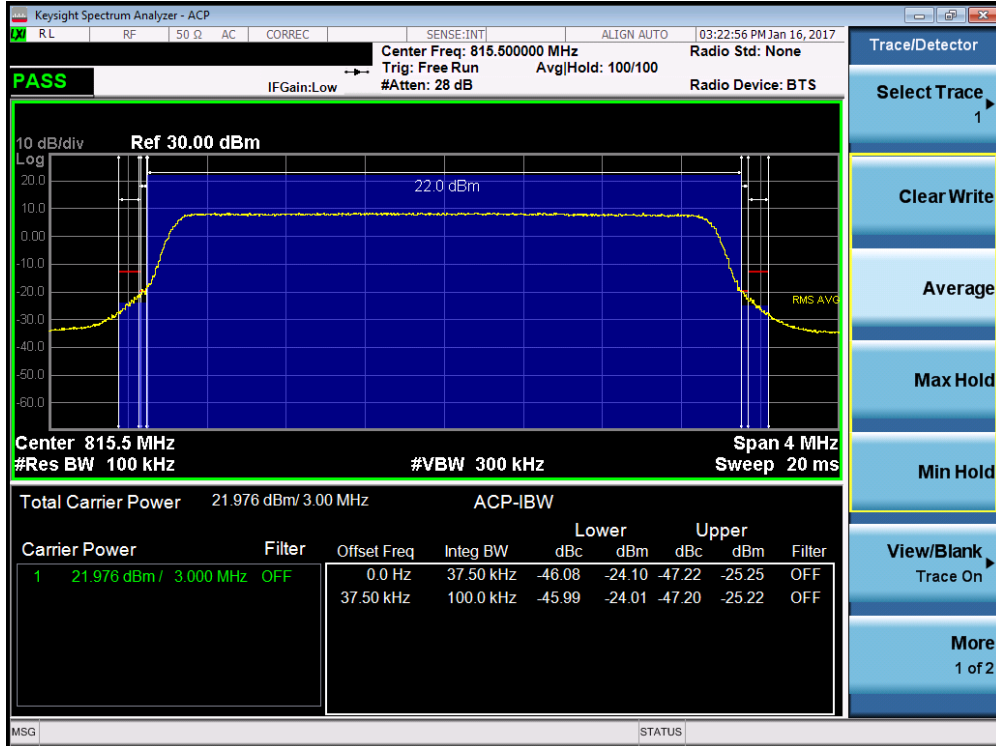 Keysight Spectrum Analyzer - ACP
LXI RL RF 50 Ω AC CORREC SENSE:INT ALIGN AUTO 03:22:56 PM Jan 16, 2017
Center Freq: 815.500000 MHz Radio Std: None
Trig: Free Run Avg|Hold: 100/100
PASS IFGain:Low #Atten: 28 dB Radio Device: BTS
10 dB/div Ref 30.00 dBm
Log
20.0
22.0 dBm
10.0
0.00
-10.0
-20.0
RMS AVG
-30.0
-40.0
-50.0
-60.0
Center 815.5 MHz Span 4 MHz
#Res BW 100 kHz #VBW 300 kHz Sweep 20 ms
Total Carrier Power 21.976 dBm/ 3.00 MHz ACP-IBW
Lower Upper
Carrier Power Filter Offset Freq Integ BW dBc dBm dBc dBm Filter
1 21.976 dBm / 3.000 MHz OFF 0.0 Hz 37.50 kHz -46.08 -24.10 -47.22 -25.25 OFF
37.50 kHz 100.0 kHz -45.99 -24.01 -47.20 -25.22 OFF
MSG STATUS
Trace/Detector
Select Trace
1
Clear Write
Average
Max Hold
Min Hold
View/Blank
Trace On
More
1 of 2